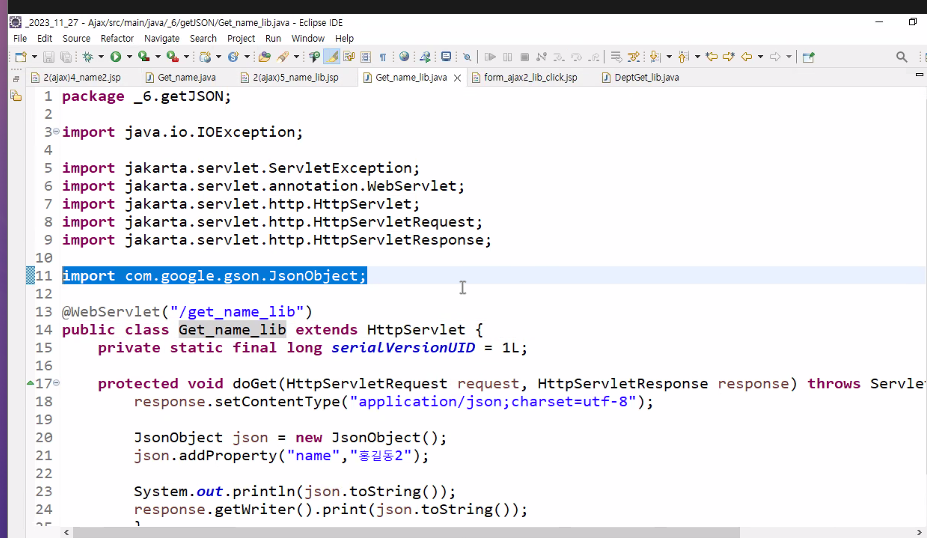 _2023_11_27 - Ajax/src/main/java/_6/getJSON/Get_name_lib.java - Eclipse IDE
File Edit Source Refactor Navigate Search Project Run Window Help
2(ajax)4_name2.jsp Get_name.java 2(ajax)5_name_lib.jsp Get_name_lib.java form_ajax2_lib_click.jsp DeptGet_lib.java
1 package _6.getJSON;
2
3 import java.io.IOException;
4
5 import jakarta.servlet.ServletException;
6 import jakarta.servlet.annotation.WebServlet;
7 import jakarta.servlet.http.HttpServlet;
8 import jakarta.servlet.http.HttpServletRequest;
9 import jakarta.servlet.http.HttpServletResponse;
10
11 import com.google.gson.JsonObject;
12
13 @WebServlet("/get_name_lib")
14 public class Get_name_lib extends HttpServlet {
15 private static final long serialVersionUID = 1L;
16
17 protected void doGet(HttpServletRequest request, HttpServletResponse response) throws Servlet
18 response.setContentType("application/json;charset=utf-8");
19
20 JsonObject json = new JsonObject();
21 json.addProperty("name","홍길동2");
22
23 System.out.println(json.toString());
24 response.getWriter().print(json.toString());
25 }